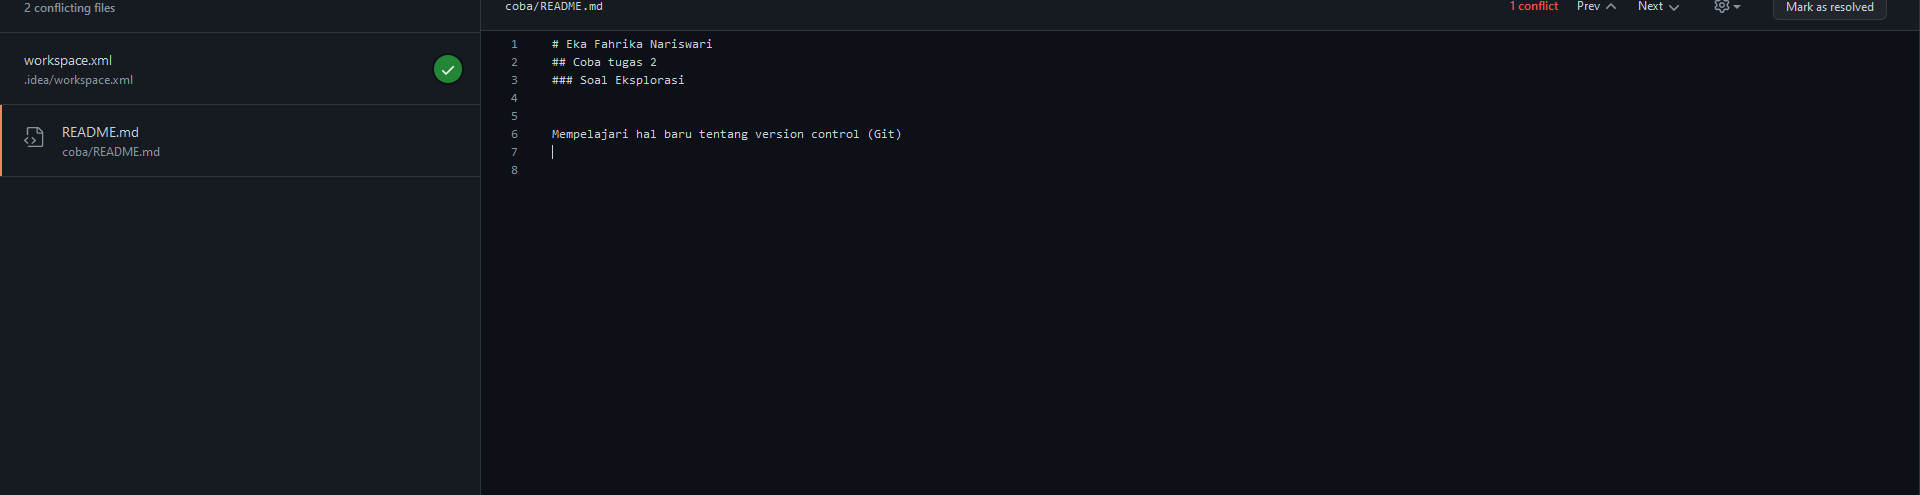 2 conflicting files
workspace.xml
.idea/workspace.xml
README.md
coba/README.md
coba/README.md
1 conflict Prev Next Mark as resolved
1 # Eka Fahrika Nariswari
2 ## Coba tugas 2
3 ### Soal Eksplorasi
4
5
6 Mempelajari hal baru tentang version control (Git)
7
8